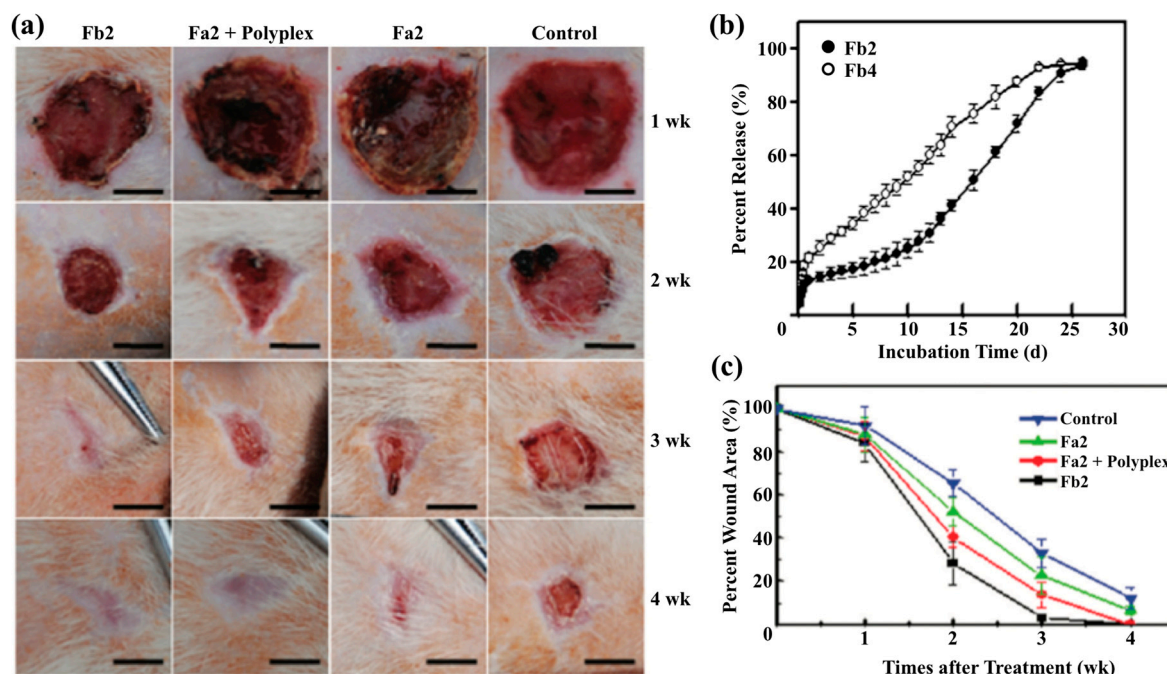 (a)
Fb2 Fa2 + Polyplex Fa2 Control
1 wk
2 wk
3 wk
4 wk
(b)
100
80
60
40
20
0
Percent Release (%)
Fb2
Fb4
5 10 15 20 25 30
Incubation Time (d)
(c)
100
80
60
40
20
0
Percent Wound Area (%)
Control
Fa2
Fa2 + Polyplex
Fb2
1 2 3 4
Times after Treatment (wk)